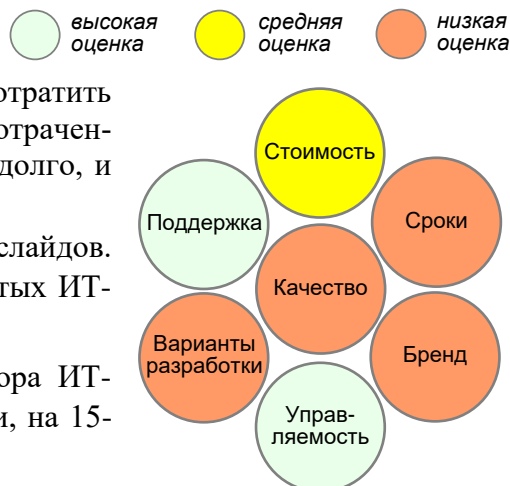 высокая оценка
средняя оценка
низкая оценка
отратить
отрачен-
долго, и
слайдов.
тых ИТ-
ора ИТ-
и, на 15-
Стоимость
Поддержка
Сроки
Качество
Варианты
разработки
Бренд
Управ-
ляемость